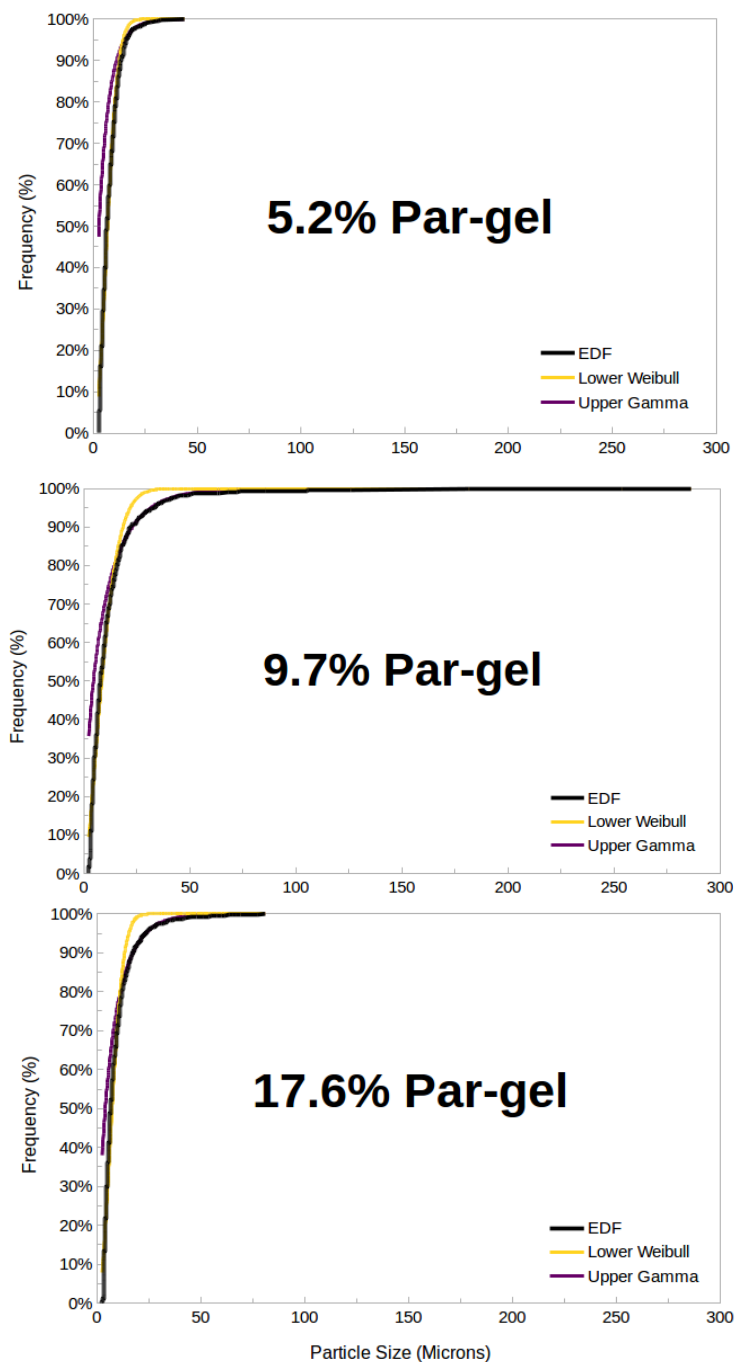 100%
90%
80%
70%
60%
50%
40%
30%
20%
10%
0%
Frequency (%)
5.2% Par-gel
EDF
Lower Weibull
Upper Gamma
0 50 100 150 200 250 300
100%
90%
80%
70%
60%
50%
40%
30%
20%
10%
0%
Frequency (%)
9.7% Par-gel
EDF
Lower Weibull
Upper Gamma
0 50 100 150 200 250 300
100%
90%
80%
70%
60%
50%
40%
30%
20%
10%
0%
Frequency (%)
17.6% Par-gel
EDF
Lower Weibull
Upper Gamma
0 50 100 150 200 250 300
Particle Size (Microns)